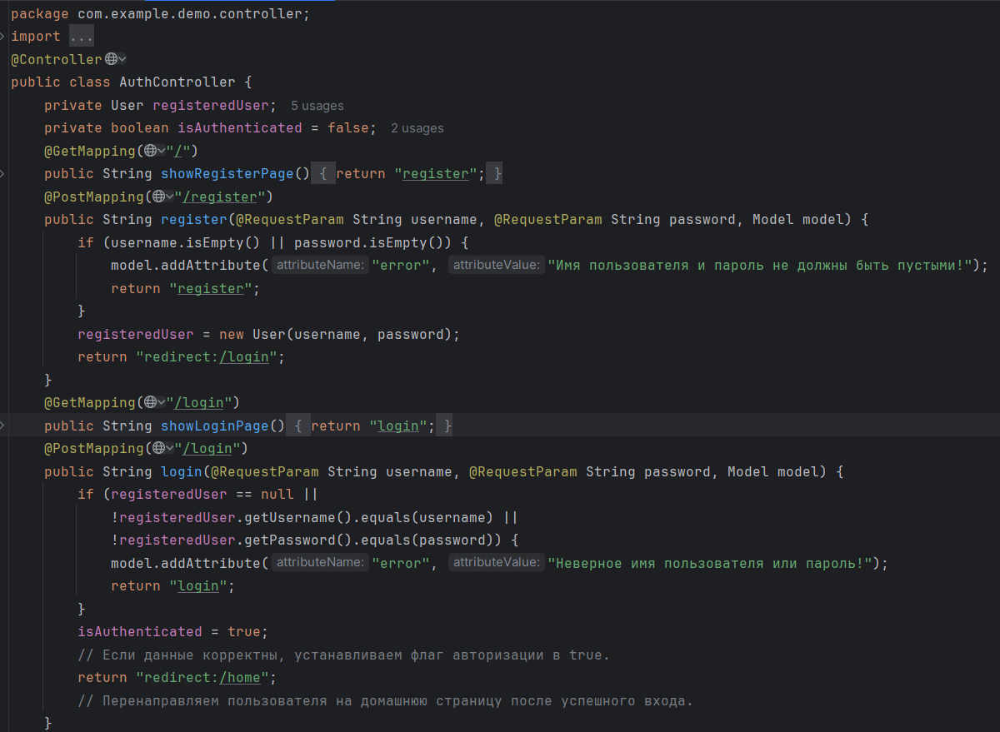 package com.example.demo.controller;
import ...
@Controller
public class AuthController {
    private User registeredUser;  5 usages
    private boolean isAuthenticated = false;  2 usages
    @GetMapping("/")
    public String showRegisterPage() { return "register"; }
    @PostMapping("/register")
    public String register(@RequestParam String username, @RequestParam String password, Model model) {
        if (username.isEmpty() || password.isEmpty()) {
            model.addAttribute( attributeName: "error", attributeValue: "Имя пользователя и пароль не должны быть пустыми!");
            return "register";
        }
        registeredUser = new User(username, password);
        return "redirect:/login";
    }
    @GetMapping("/login")
    public String showLoginPage() { return "login"; }
    @PostMapping("/login")
    public String login(@RequestParam String username, @RequestParam String password, Model model) {
        if (registeredUser == null ||
            !registeredUser.getUsername().equals(username) ||
            !registeredUser.getPassword().equals(password)) {
            model.addAttribute( attributeName: "error", attributeValue: "Неверное имя пользователя или пароль!");
            return "login";
        }
        isAuthenticated = true;
        // Если данные корректны, устанавливаем флаг авторизации в true.
        return "redirect:/home";
        // Перенаправляем пользователя на домашнюю страницу после успешного входа.
    }